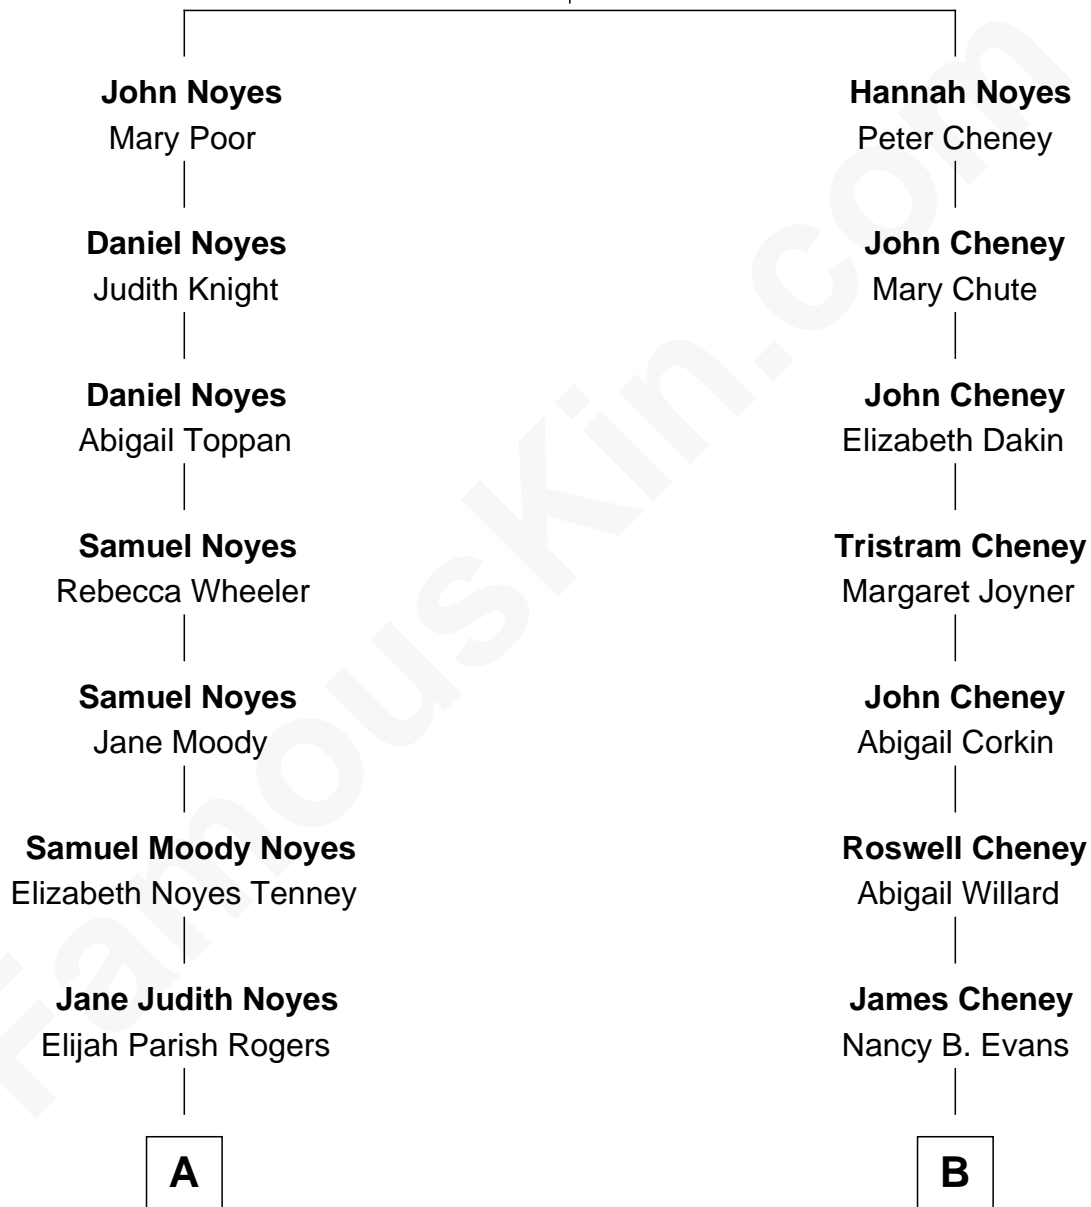 John Noyes
Mary Poor
Daniel Noyes
Judith Knight
Daniel Noyes
Abigail Toppan
Samuel Noyes
Rebecca Wheeler
Samuel Noyes
Jane Moody
Samuel Moody Noyes
Elizabeth Noyes Tenney
Jane Judith Noyes
Elijah Parish Rogers
A
Hannah Noyes
Peter Cheney
John Cheney
Mary Chute
John Cheney
Elizabeth Dakin
Tristram Cheney
Margaret Joyner
John Cheney
Abigail Corkin
Roswell Cheney
Abigail Willard
James Cheney
Nancy B. Evans
B
FamousKin.com